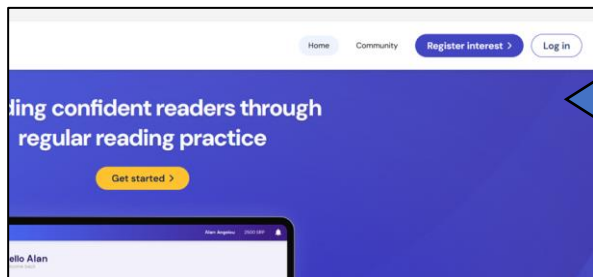 Home Community Register interest > Log in
ding confident readers through
regular reading practice
Get started >
Alan Angelou
ello Alan